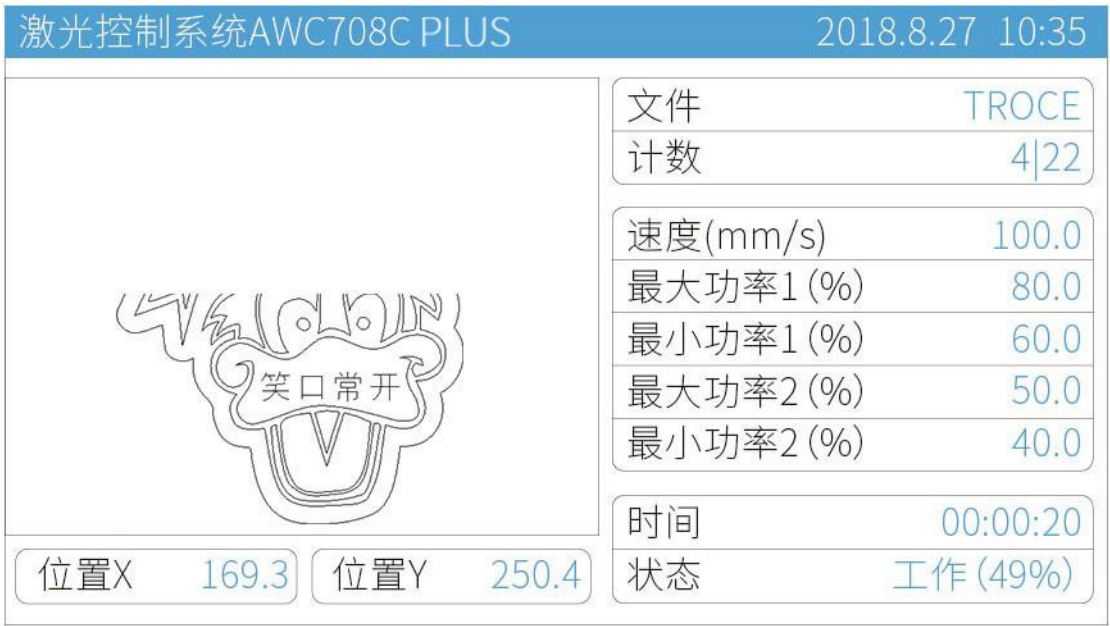 激光控制系统AWC708C PLUS 2018.8.27 10:35
文件 TROCE
计数 4|22
速度(mm/s) 100.0
最大功率1(%) 80.0
最小功率1(%) 60.0
最大功率2(%) 50.0
最小功率2(%) 40.0
笑口常开
时间 00:00:20
状态 工作(49%)
位置X 169.3 位置Y 250.4